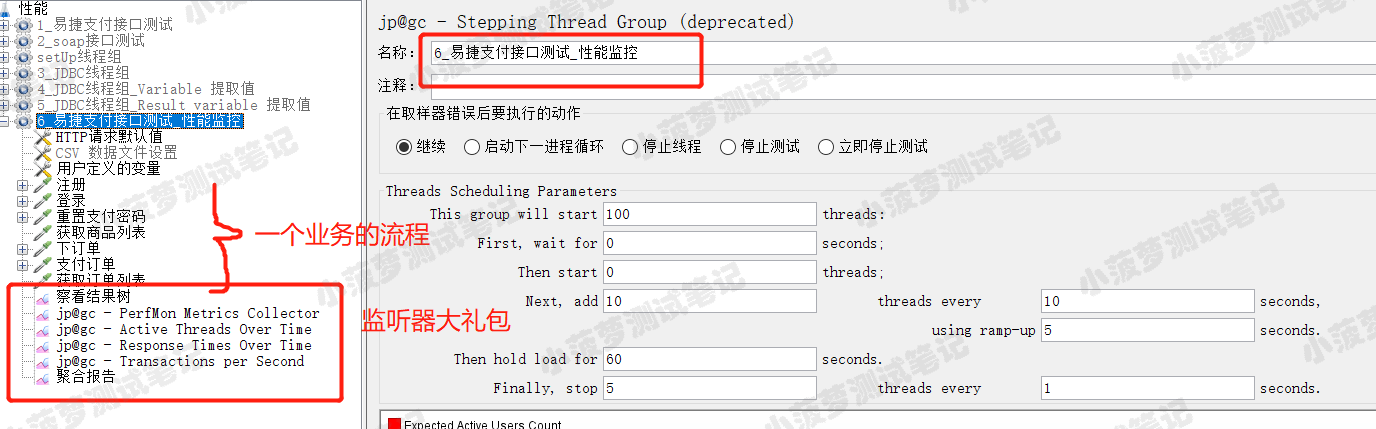 性能
1_易捷支付接口测试
2_soap接口测试
setUp线程组
3_JDBC线程组
4_JDBC线程组_Variable 提取值
5_JDBC线程组_Result variable 提取值
6_易捷支付接口测试_性能监控
HTTP请求默认值
CSV 数据文件设置
用户定义的变量
注册
登录
重置支付密码
获取商品列表
下订单
支付订单
获取订单列表
察看结果树
jp@gc - PerfMon Metrics Collector
jp@gc - Active Threads Over Time
jp@gc - Response Times Over Time
jp@gc - Transactions per Second
聚合报告
一个业务的流程
监听器大礼包
jp@gc - Stepping Thread Group (deprecated)
名称: 6_易捷支付接口测试_性能监控
注释:
在取样器错误后要执行的动作
继续 启动下一进程循环 停止线程 停止测试 立即停止测试
Threads Scheduling Parameters
This group will start 100 threads:
First, wait for 0 seconds;
Then start 0 threads;
Next, add 10 threads every 10 seconds,
using ramp-up 5 seconds.
Then hold load for 60 seconds.
Finally, stop 5 threads every 1 seconds.
Expected Active Users Count
小菠萝测试笔记